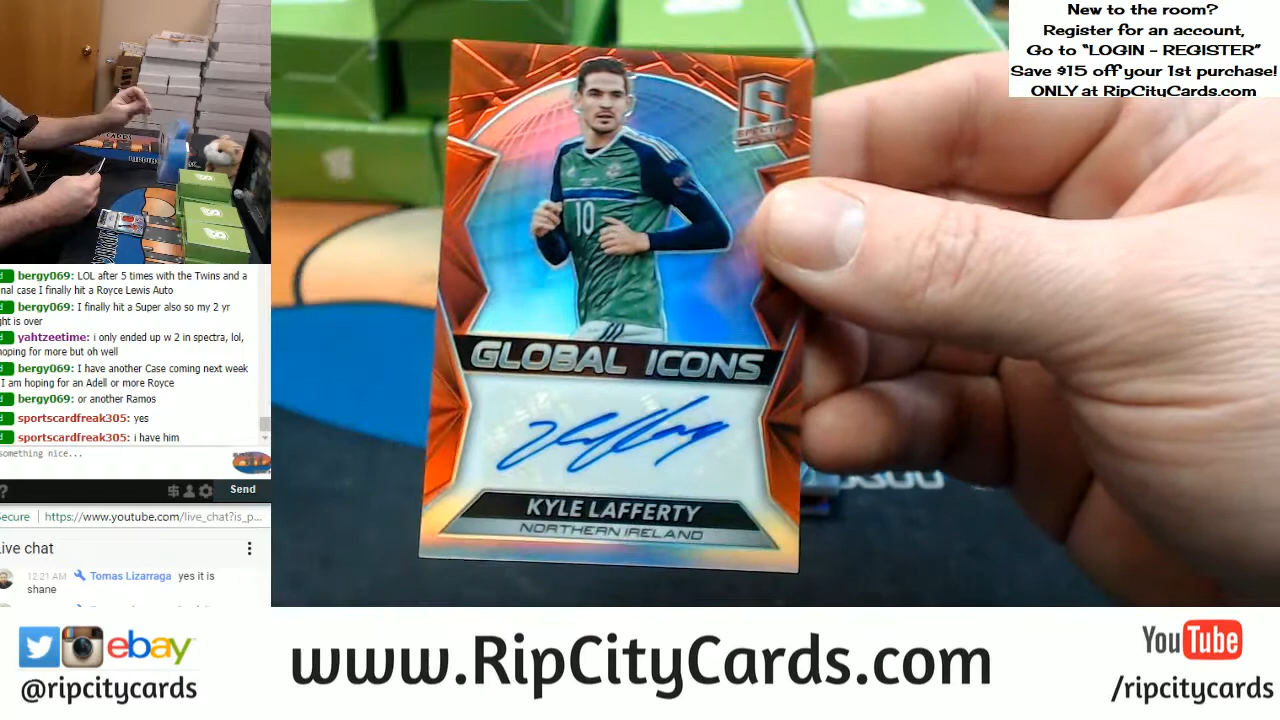 New to the room?
Register for an account,
Go to “LOGIN – REGISTER”
Save $15 off your 1st purchase!
ONLY at RipCityCards.com
SPECTRA
10
GLOBAL ICONS
KYLE LAFFERTY
NORTHERN IRELAND
bergy069: LOL after 5 times with the Twins and a
I finally hit a Royce Lewis Auto
bergy069: I finally hit a Super also so my 2 yr
is over
yahtzeetime: i only ended up w 2 in spectra, lol,
hoping for more but oh well
bergy069: I have another Case coming next week
I am hoping for an Adell or more Royce
bergy069: or another Ramos
sportscardfreak305: yes
sportscardfreak305: i have him
something nice...
?
Send
Secure https://www.youtube.com/live_chat?is_p...
Live chat
12:21 AM Tomas Lizarraga yes it is
shane
ebay
@ripcitycards
www.RipCityCards.com
YouTube
/ripcitycards